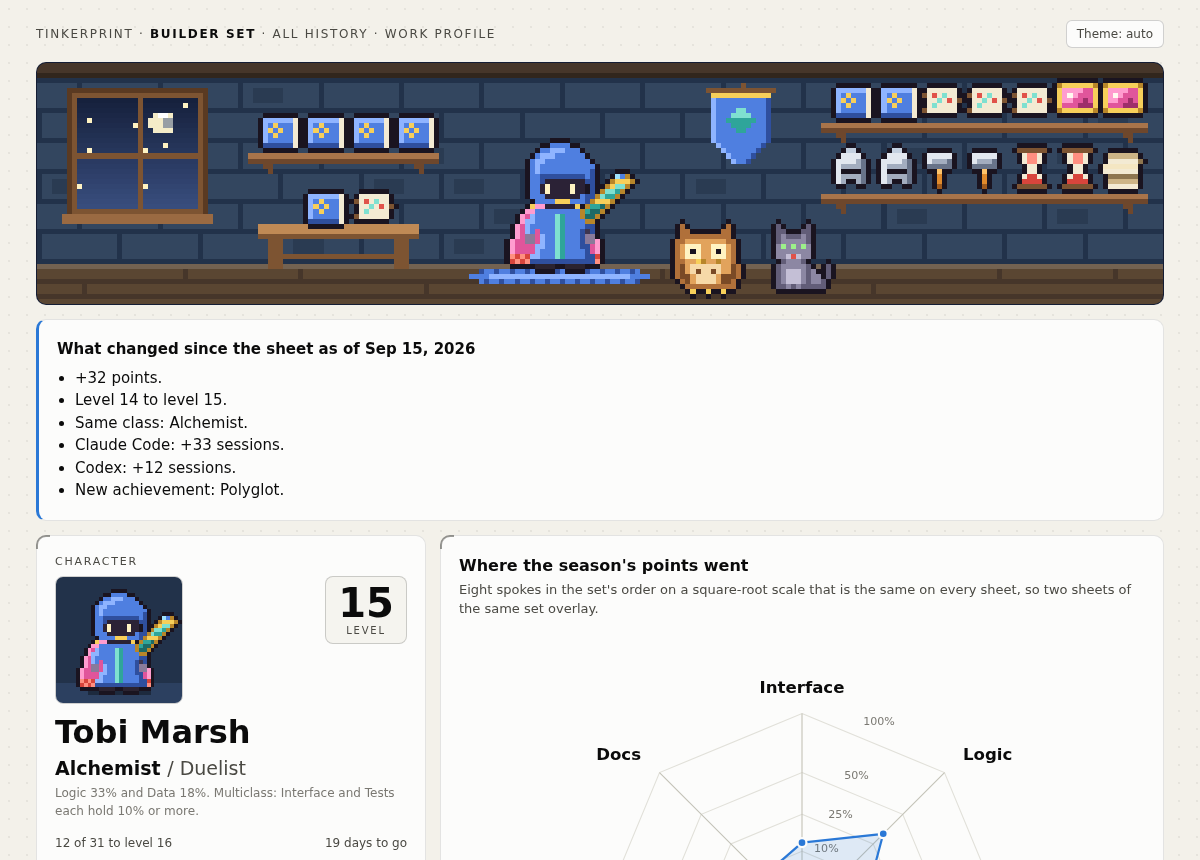 TINKERPRINT · BUILDER SET · ALL HISTORY · WORK PROFILE
Theme: auto
What changed since the sheet as of Sep 15, 2026
• +32 points.
• Level 14 to level 15.
• Same class: Alchemist.
• Claude Code: +33 sessions.
• Codex: +12 sessions.
• New achievement: Polyglot.
CHARACTER
15
LEVEL
Tobi Marsh
Alchemist / Duelist
Logic 33% and Data 18%. Multiclass: Interface and Tests
each hold 10% or more.
12 of 31 to level 16
19 days to go
Where the season's points went
Eight spokes in the set's order on a square-root scale that is the same on every sheet, so two sheets of
the same set overlay.
Interface
100%
Docs
Logic
50%
25%
10%